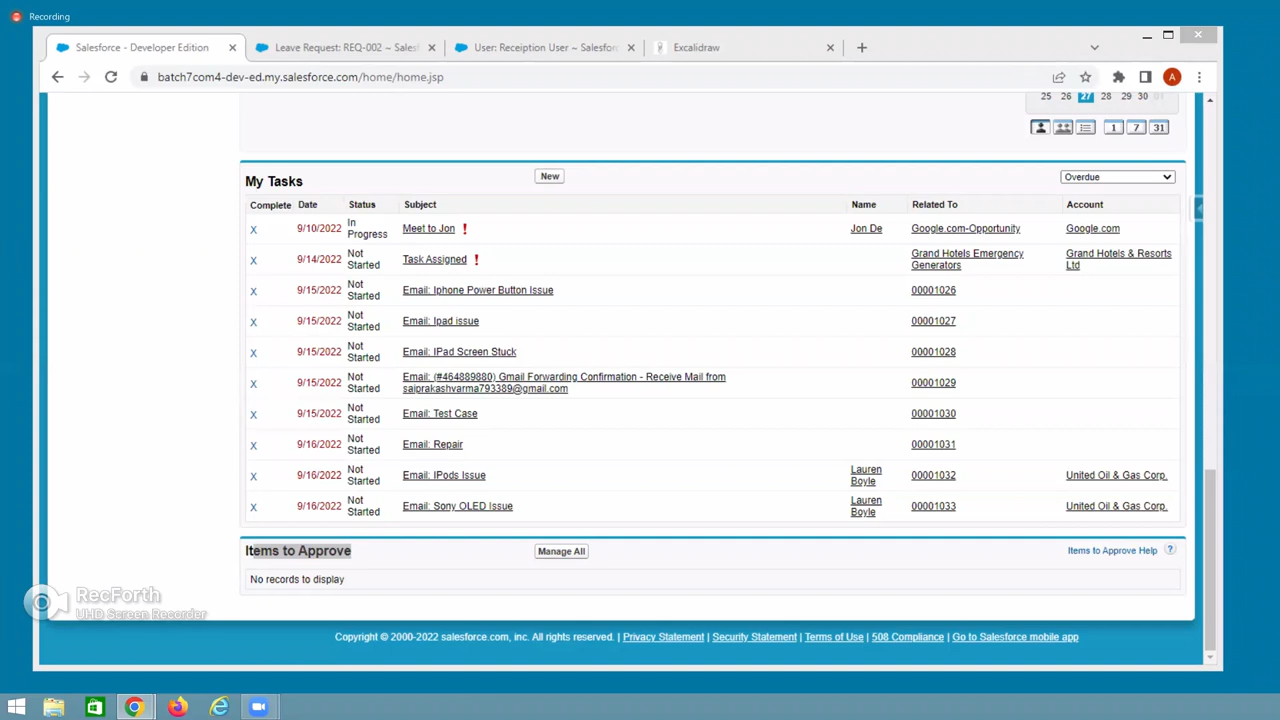 Recording
Salesforce - Developer Edition
Leave Request: REQ-002 ~ Salesf
User: Receiption User ~ Salesfor
Excalidraw
batch7com4-dev-ed.my.salesforce.com/home/home.jsp
A
25 26 27 28 29 30 01
1 7 31
My Tasks
New
Overdue
Complete Date Status Subject Name Related To Account
X 9/10/2022 In Progress Meet to Jon ! Jon De Google.com-Opportunity Google.com
X 9/14/2022 Not Started Task Assigned ! Grand Hotels Emergency Generators Grand Hotels & Resorts Ltd
X 9/15/2022 Not Started Email: Iphone Power Button Issue 00001026
X 9/15/2022 Not Started Email: Ipad issue 00001027
X 9/15/2022 Not Started Email: IPad Screen Stuck 00001028
X 9/15/2022 Not Started Email: (#464889880) Gmail Forwarding Confirmation - Receive Mail from saiprakashvarma793389@gmail.com 00001029
X 9/15/2022 Not Started Email: Test Case 00001030
X 9/16/2022 Not Started Email: Repair 00001031
X 9/16/2022 Not Started Email: IPods Issue Lauren Boyle 00001032 United Oil & Gas Corp.
X 9/16/2022 Not Started Email: Sony OLED Issue Lauren Boyle 00001033 United Oil & Gas Corp.
Items to Approve
Manage All
Items to Approve Help ?
No records to display
RecForth
UHD Screen Recorder
Copyright © 2000-2022 salesforce.com, inc. All rights reserved. | Privacy Statement | Security Statement | Terms of Use | 508 Compliance | Go to Salesforce mobile app